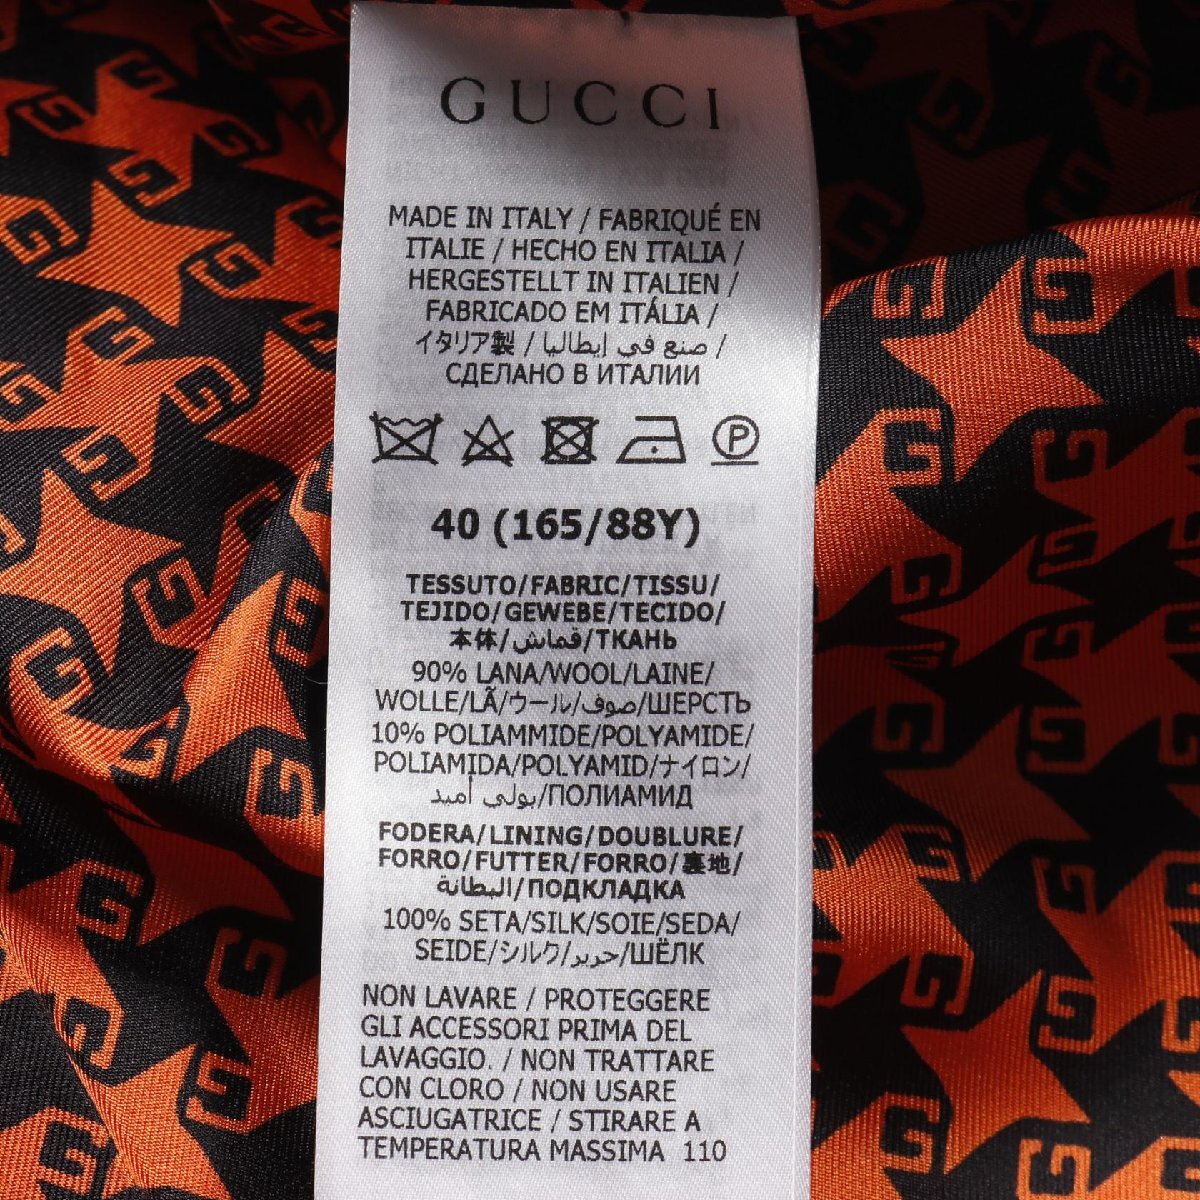 GUCCI
MADE IN ITALY / FABRIQUÉ EN
ITALIE / HECHO EN ITALIA /
HERGESTELLT IN ITALIEN /
FABRICADO EM ITÁLIA /
イタリア製 / صنع في إيطاليا /
СДЕЛАНО В ИТАЛИИ
P
40 (165/88Y)
TESSUTO/FABRIC/TISSU/
TEJIDO/GEWEBE/TECIDO/
本体/قماش/ТКАНЬ
90% LANA/WOOL/LAINE/
WOLLE/LÃ/ウール/صوف/ШЕРСТЬ
10% POLIAMMIDE/POLYAMIDE/
POLIAMIDA/POLYAMID/ナイロン/
بولي أميد/ПОЛИАМИД
FODERA/LINING/DOUBLURE/
FORRO/FUTTER/FORRO/裏地/
البطانة/ПОДКЛАДКА
100% SETA/SILK/SOIE/SEDA/
SEIDE/シルク/حرير/ШЁЛК
NON LAVARE / PROTEGGERE
GLI ACCESSORI PRIMA DEL
LAVAGGIO. / NON TRATTARE
CON CLORO / NON USARE
ASCIUGATRICE / STIRARE A
TEMPERATURA MASSIMA 110